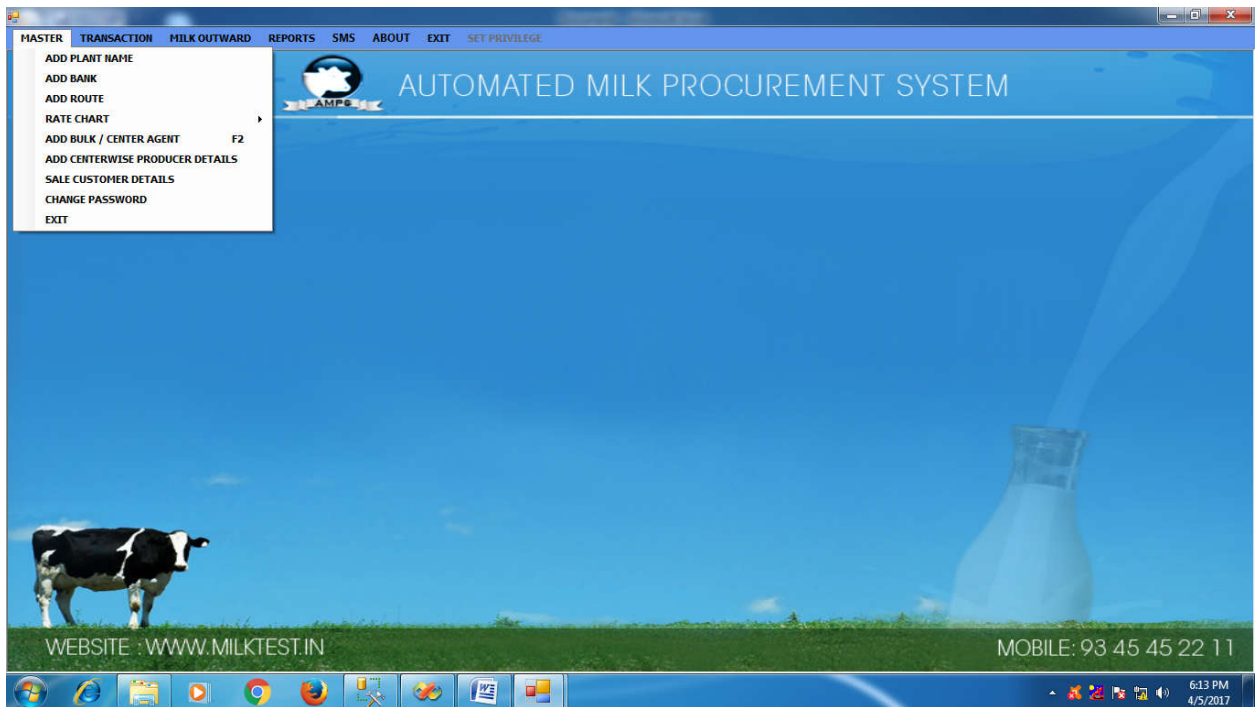 MASTER TRANSACTION MILK OUTWARD REPORTS SMS ABOUT EXIT SET PRIVILEGE
ADD PLANT NAME
ADD BANK
ADD ROUTE
RATE CHART
ADD BULK / CENTER AGENT F2
ADD CENTERWISE PRODUCER DETAILS
SALE CUSTOMER DETAILS
CHANGE PASSWORD
EXIT
AMPG
AUTOMATED MILK PROCUREMENT SYSTEM
WEBSITE : WWW.MILKTEST.IN
MOBILE: 93 45 45 22 11
6:13 PM
4/5/2017